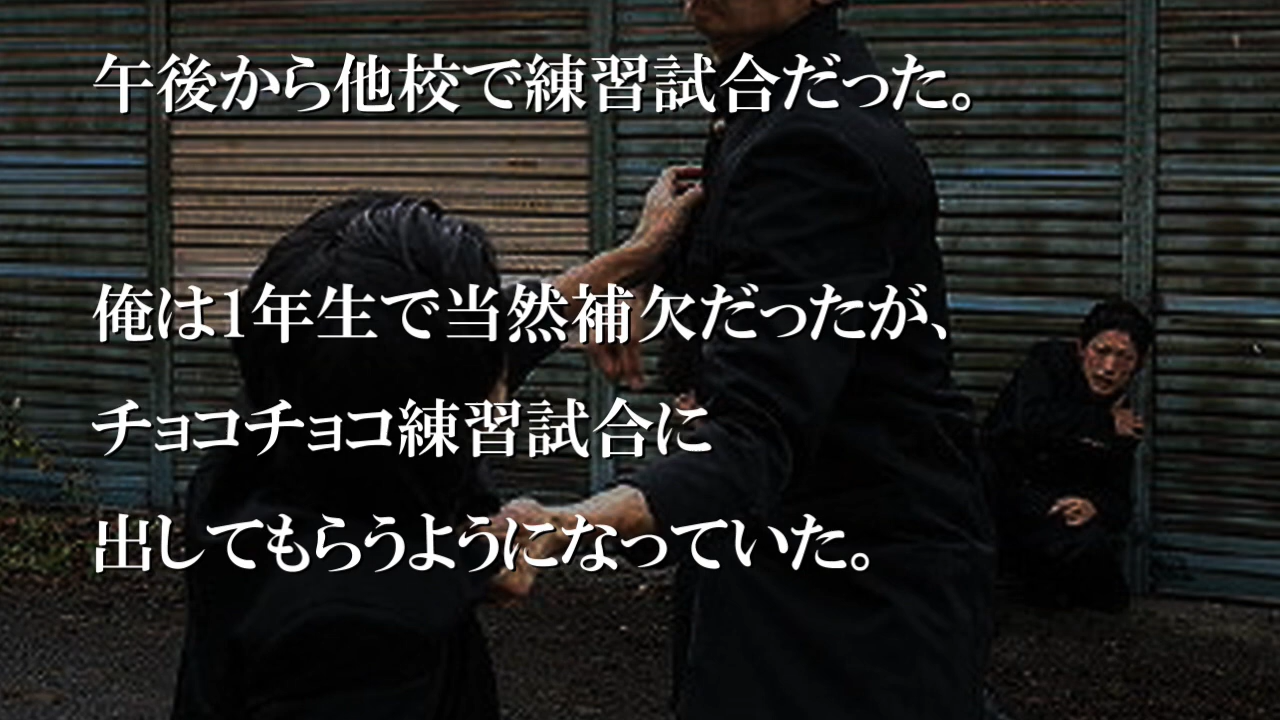 午後から他校で練習試合だった。
俺は1年生で当然補欠だったが、
チョコチョコ練習試合に
出してもらうようになっていた。